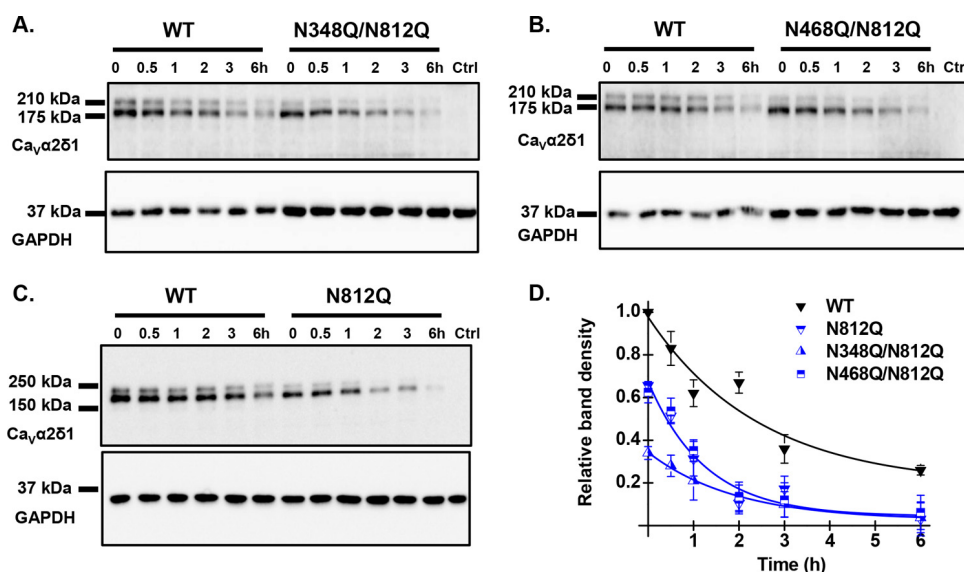 A.
WT N348Q/N812Q
0 0.5 1 2 3 6h 0 0.5 1 2 3 6h Ctrl
210 kDa
175 kDa
Caᵥα2δ1
37 kDa
GAPDH
B.
WT N468Q/N812Q
0 0.5 1 2 3 6h 0 0.5 1 2 3 6h Ctrl
210 kDa
175 kDa
Caᵥα2δ1
37 kDa
GAPDH
C.
WT N812Q
0 0.5 1 2 3 6h 0 0.5 1 2 3 6h Ctrl
250 kDa
150 kDa
Caᵥα2δ1
37 kDa
GAPDH
D.
Relative band density
1.0
0.8
0.6
0.4
0.2
WT
N812Q
N348Q/N812Q
N468Q/N812Q
1 2 3 4 5 6
Time (h)